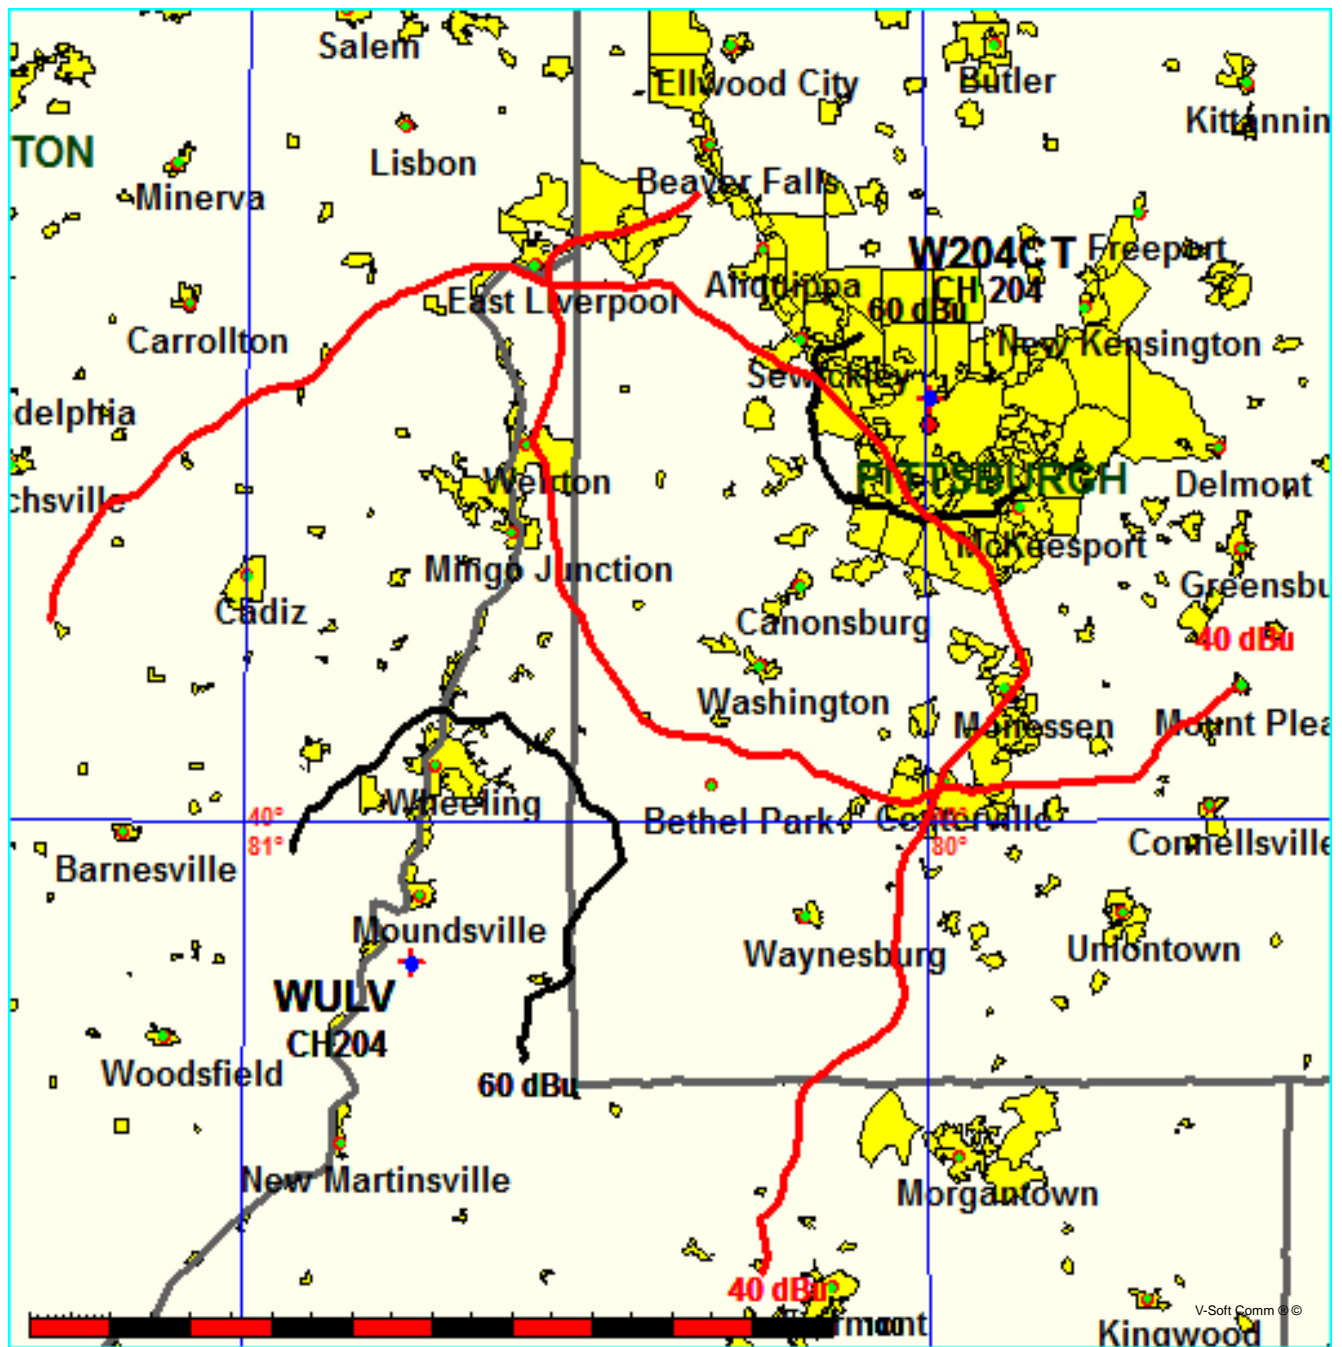 Salem
Ellwood City
Butler
Kittannin
TON
Lisbon
Minerva
Beaver Falls
W204CT
Freeport
Aliquippa
CH 204
East Liverpool
60 dBu
Carrollton
New Kensington
Sewickley
delphia
Weirton
PITTSBURGH
Delmont
chsville
McKeesport
Mingo Junction
Greensbu
Cadiz
Canonsburg
40 dBu
Washington
Monessen
Mount Plea
Wheeling
Bethel Park
Centerville
40°
81°
40°
80°
Connellsville
Barnesville
Moundsville
Waynesburg
Uniontown
WULV
CH204
Woodsfield
60 dBu
New Martinsville
Morgantown
40 dBu
V-Soft Comm ® ©
rmont
Kingwood